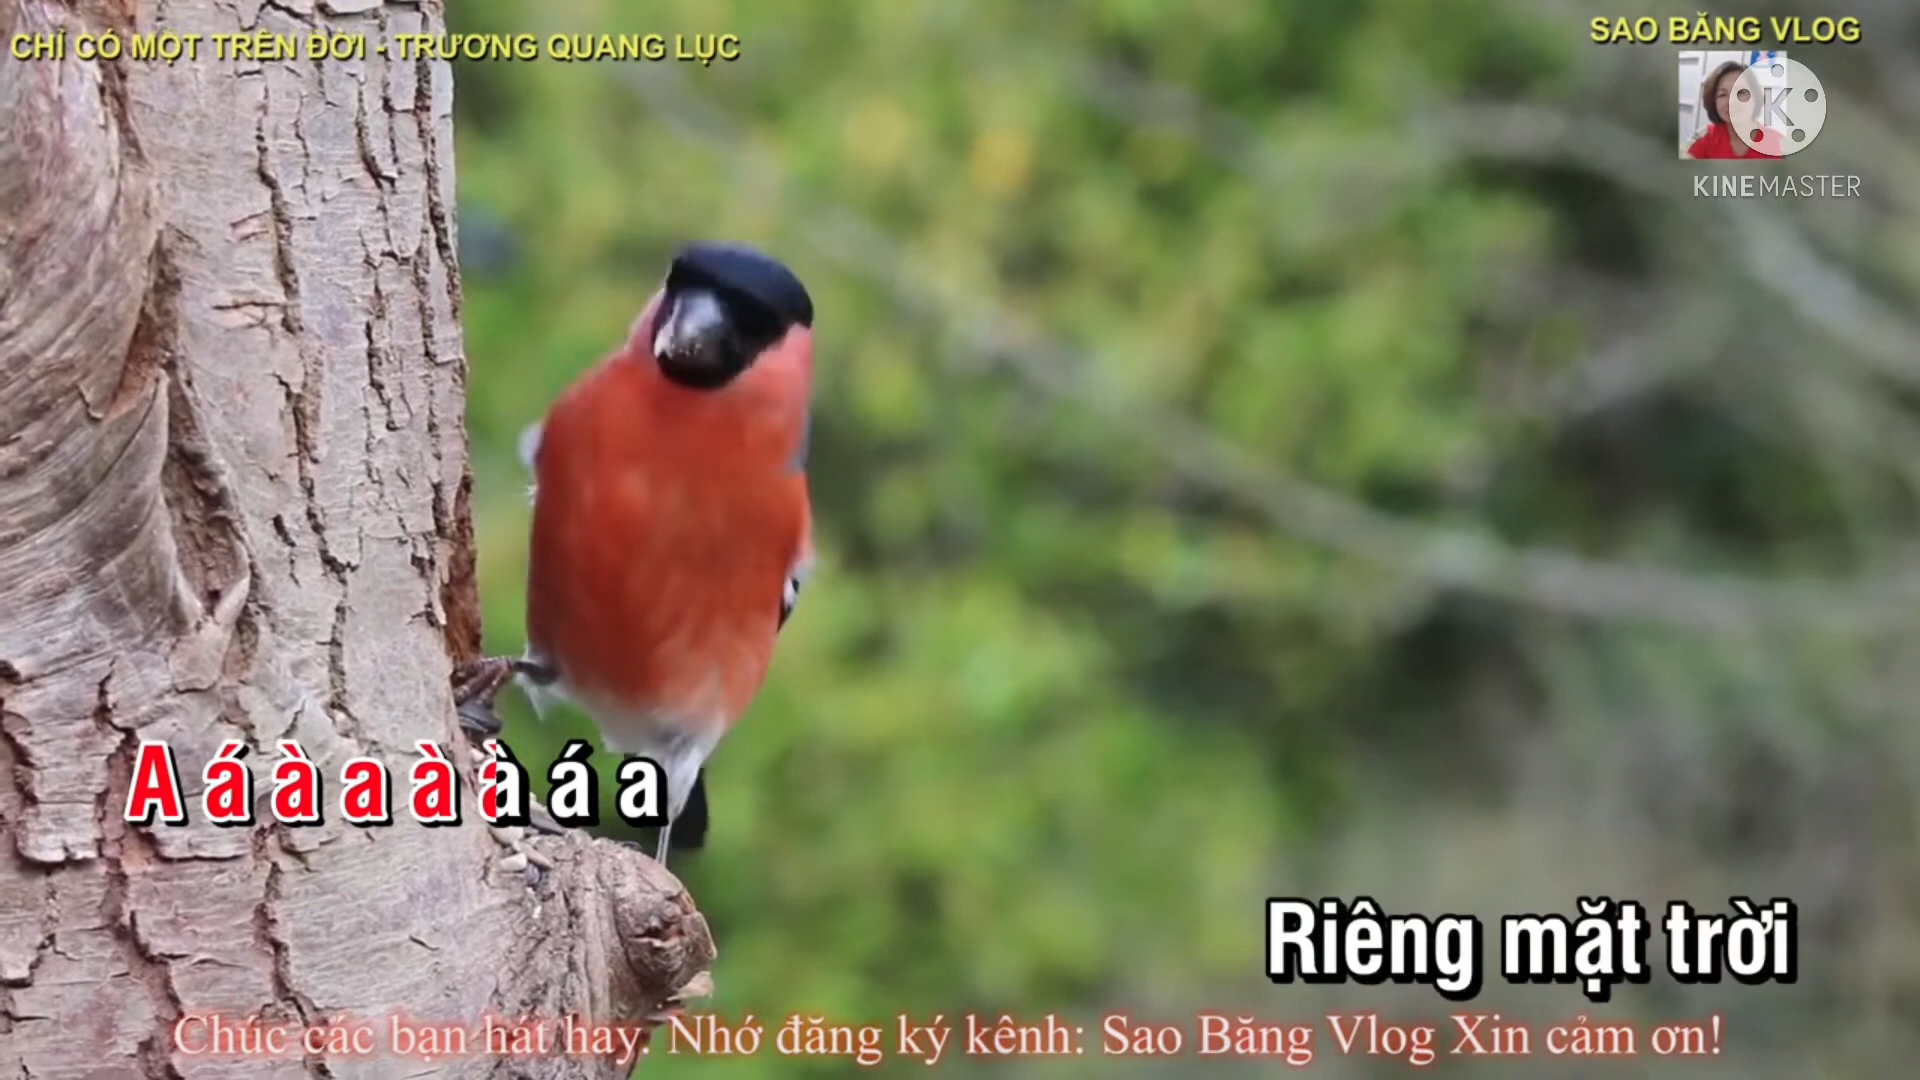 CHỈ CÓ MỘT TRÊN ĐỜI - TRƯƠNG QUANG LỤC
SAO BĂNG VLOG
K
KINEMASTER
A á à a à à á a
Riêng mặt trời
Chúc các bạn hát hay. Nhớ đăng ký kênh: Sao Băng Vlog Xin cảm ơn!